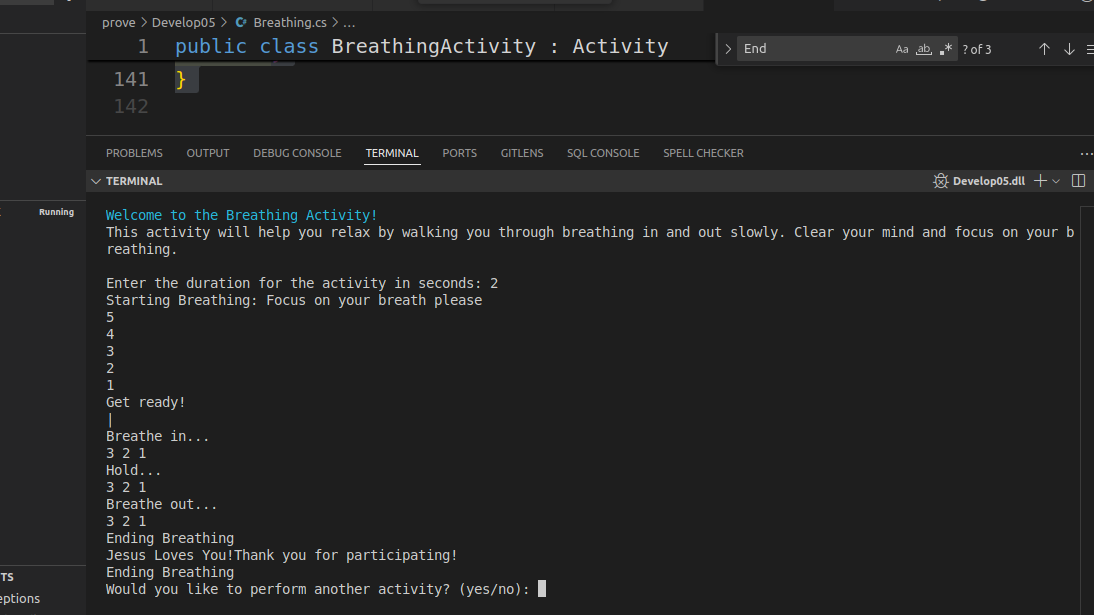 prove > Develop05 > Breathing.cs > ...
1 public class BreathingActivity : Activity
End Aa ab ? of 3
141 }
142
PROBLEMS OUTPUT DEBUG CONSOLE TERMINAL PORTS GITLENS SQL CONSOLE SPELL CHECKER ...
TERMINAL Develop05.dll
Running
Welcome to the Breathing Activity!
This activity will help you relax by walking you through breathing in and out slowly. Clear your mind and focus on your b
reathing.
Enter the duration for the activity in seconds: 2
Starting Breathing: Focus on your breath please
5
4
3
2
1
Get ready!
|
Breathe in...
3 2 1
Hold...
3 2 1
Breathe out...
3 2 1
Ending Breathing
Jesus Loves You!Thank you for participating!
Ending Breathing
Would you like to perform another activity? (yes/no):
TS
eptions